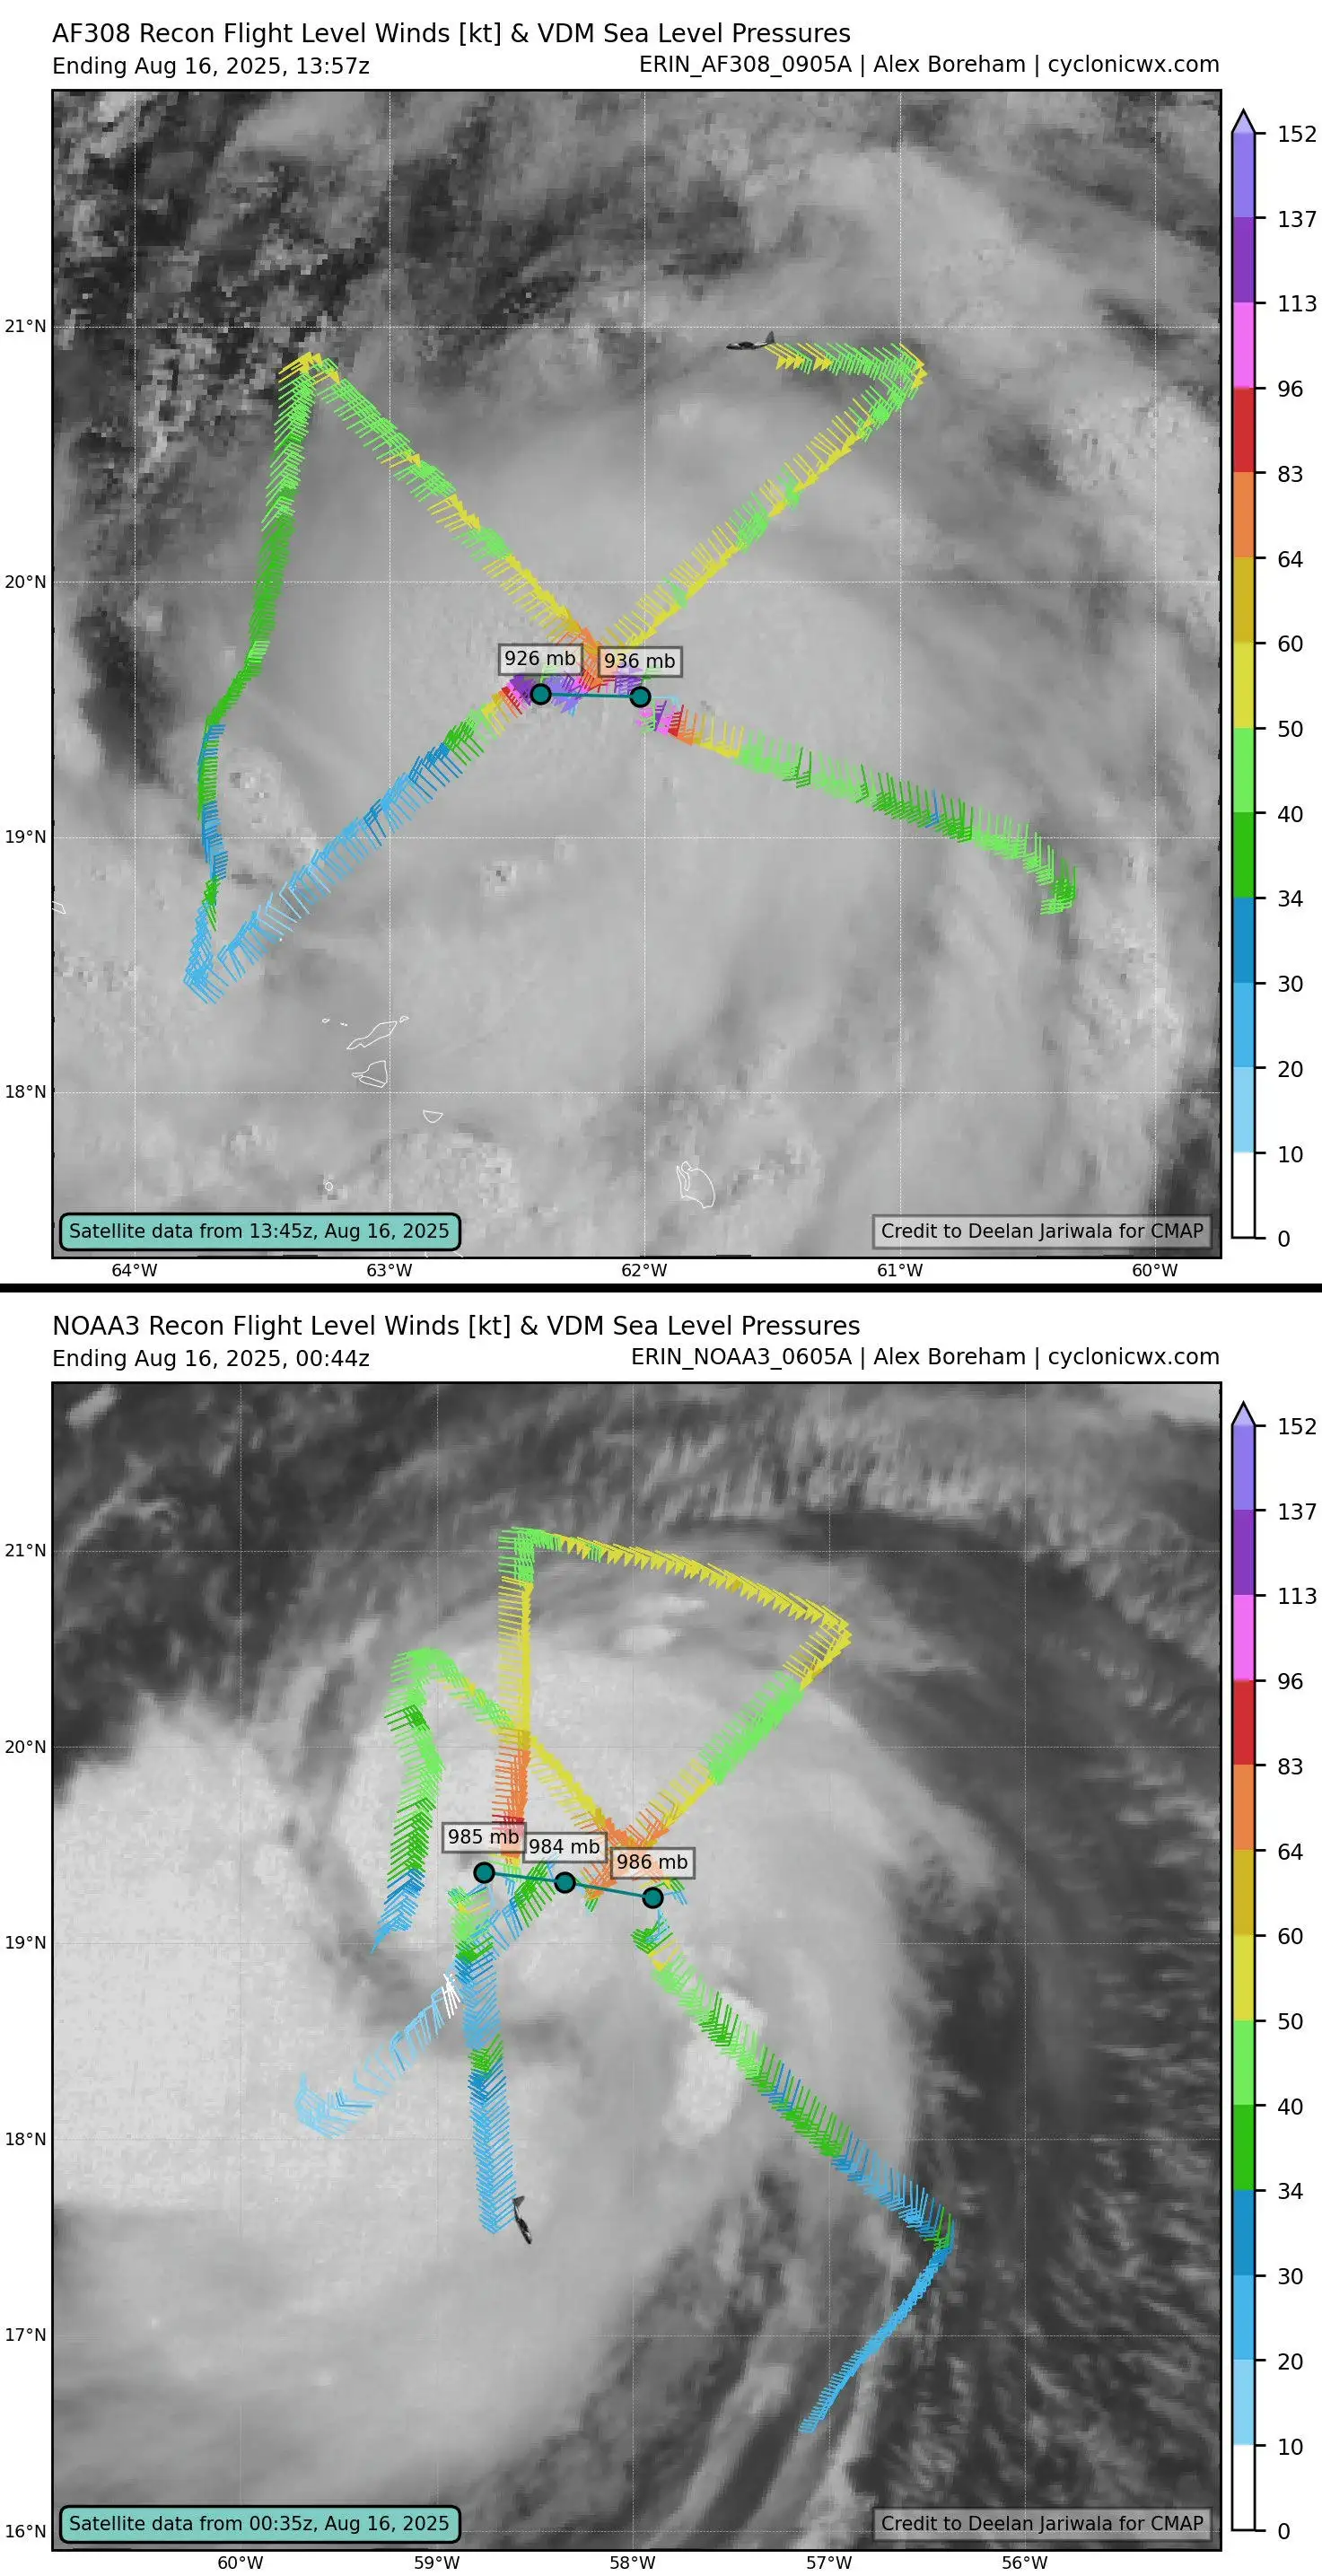 AF308 Recon Flight Level Winds [kt] & VDM Sea Level Pressures
Ending Aug 16, 2025, 13:57z
ERIN_AF308_0905A | Alex Boreham | cyclonicwx.com
152
137
113
96
83
64
60
50
40
34
30
20
10
0
21°N
20°N
19°N
18°N
926 mb
936 mb
Satellite data from 13:45z, Aug 16, 2025
Credit to Deelan Jariwala for CMAP
64°W
63°W
62°W
61°W
60°W
NOAA3 Recon Flight Level Winds [kt] & VDM Sea Level Pressures
Ending Aug 16, 2025, 00:44z
ERIN_NOAA3_0605A | Alex Boreham | cyclonicwx.com
152
137
113
96
83
64
60
50
40
34
30
20
10
0
21°N
20°N
19°N
18°N
17°N
16°N
985 mb
984 mb
986 mb
Satellite data from 00:35z, Aug 16, 2025
Credit to Deelan Jariwala for CMAP
60°W
59°W
58°W
57°W
56°W